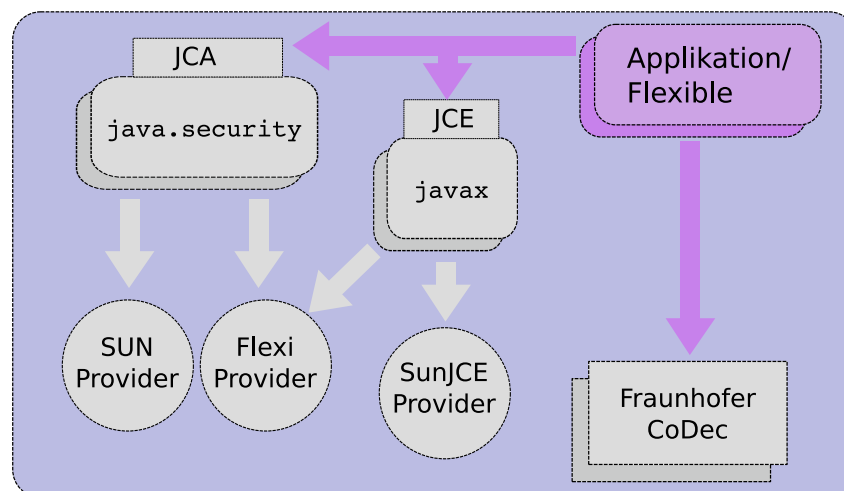 JCA
java.security
JCE
javax
Applikation/
Flexible
SUN
Provider
Flexi
Provider
SunJCE
Provider
Fraunhofer
CoDec